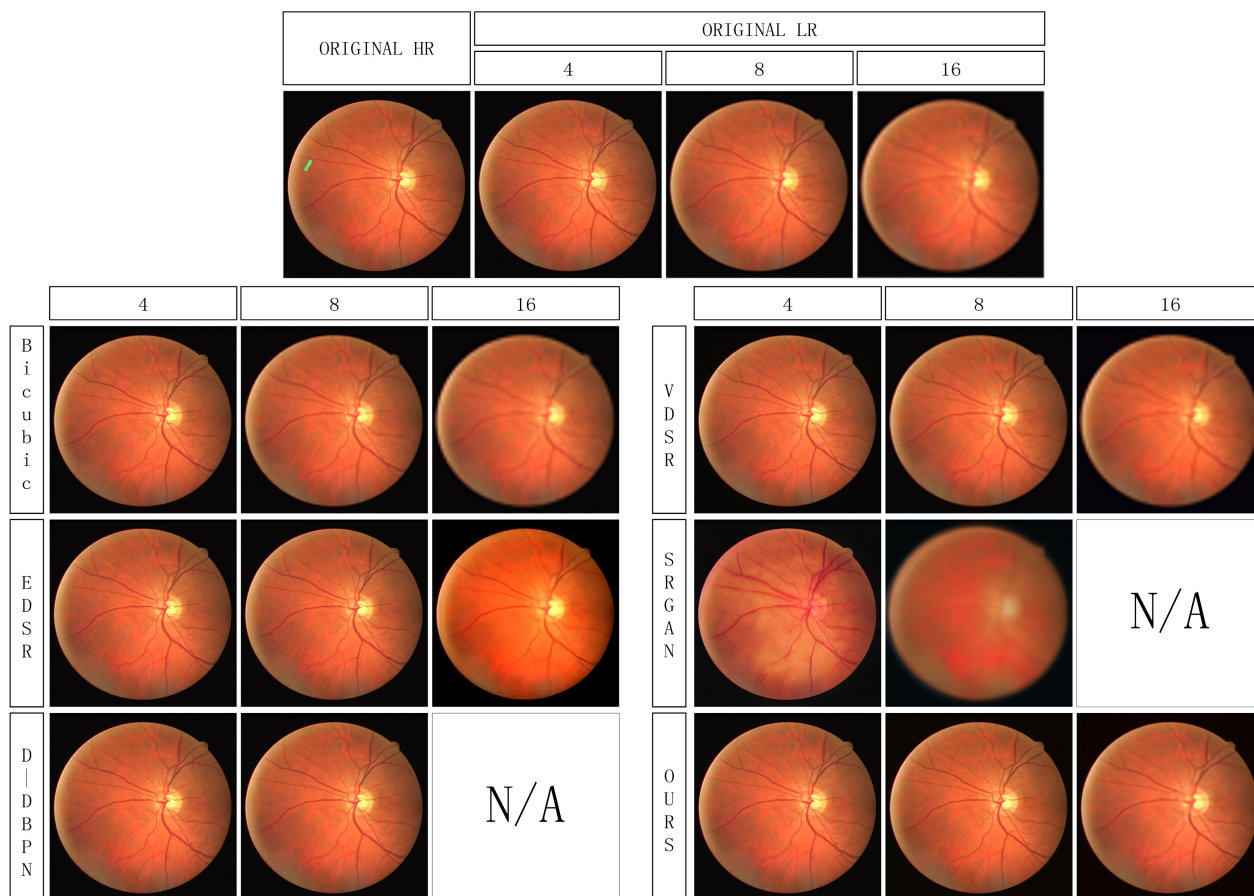 ORIGINAL HR
ORIGINAL LR
4
8
16
4
8
16
4
8
16
Bicubic
VDSR
EDSR
SRGAN
N/A
D—DBPN
N/A
OURS